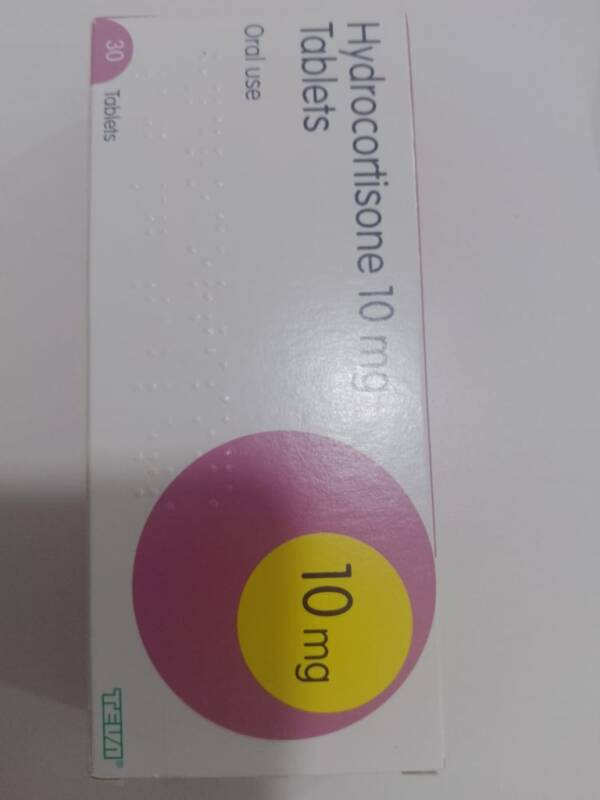 Hydrocortisone 10 mg
Tablets
Oral use
30 Tablets
10 mg
TEVA®